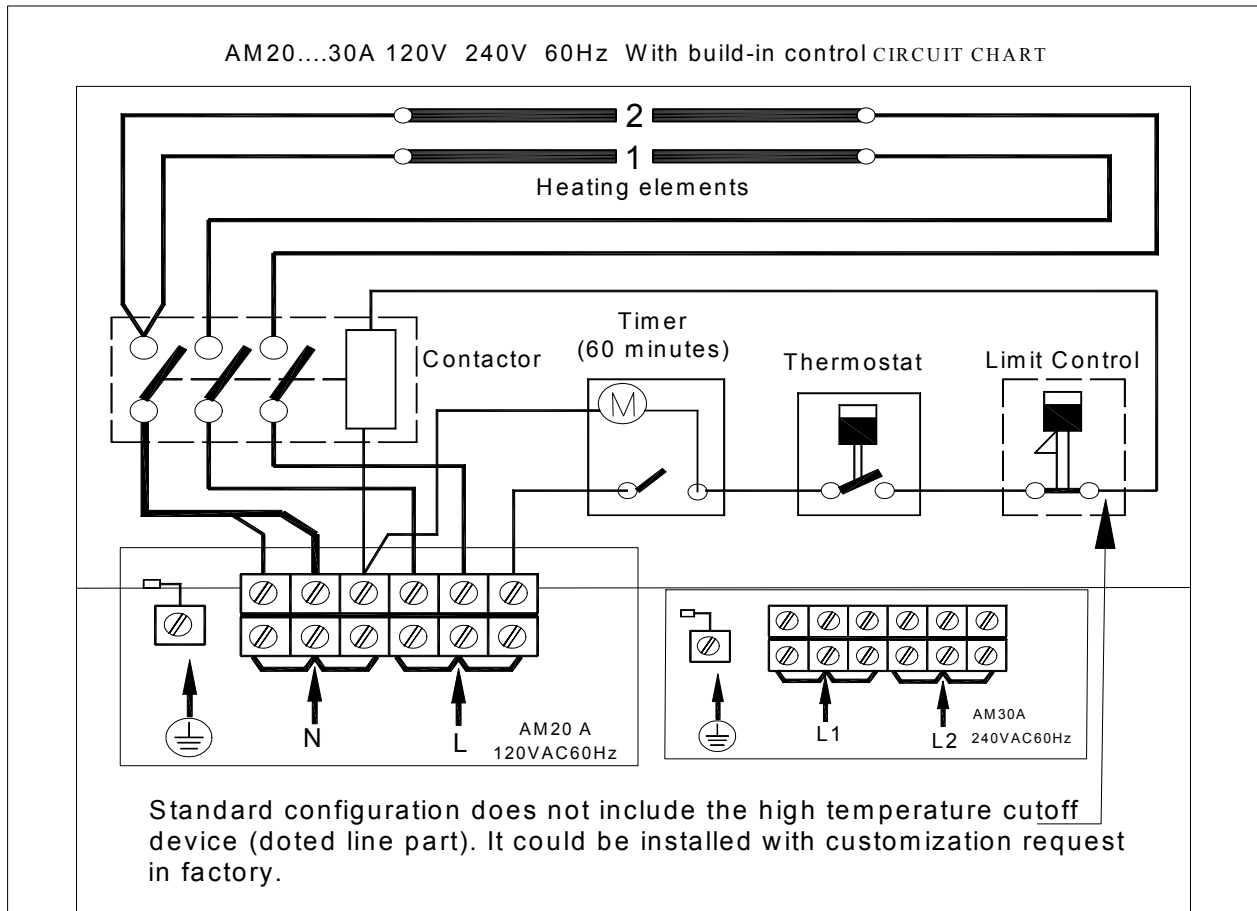 AM20....30A 120V 240V 60Hz With build-in control CIRCUIT CHART
2
1
Heating elements
Timer
(60 minutes)
Contactor
Thermostat
Limit Control
M
N
L
AM20 A
120VAC60Hz
L1
L2
AM30A
240VAC60Hz
Standard configuration does not include the high temperature cutoff
device (doted line part). It could be installed with customization request
in factory.